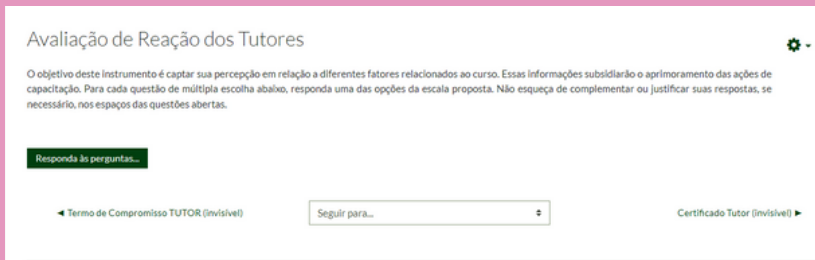 Avaliação de Reação dos Tutores
O objetivo deste instrumento é captar sua percepção em relação a diferentes fatores relacionados ao curso. Essas informações subsidiarão o aprimoramento das ações de
capacitação. Para cada questão de múltipla escolha abaixo, responda uma das opções da escala proposta. Não esqueça de complementar ou justificar suas respostas, se
necessário, nos espaços das questões abertas.
Responda às perguntas...
◄ Termo de Compromisso TUTOR (invisível)
Seguir para...
Certificado Tutor (invisível) ►